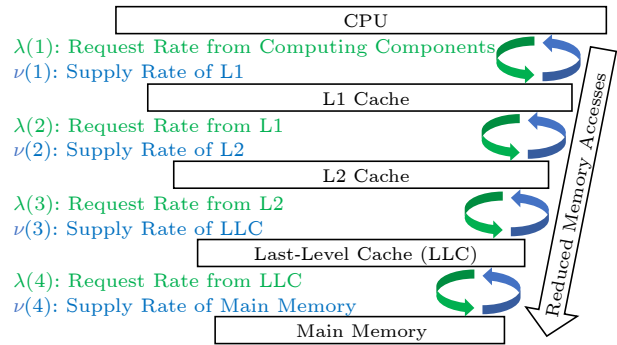 CPU
λ(1): Request Rate from Computing Components
ν(1): Supply Rate of L1
L1 Cache
λ(2): Request Rate from L1
ν(2): Supply Rate of L2
L2 Cache
λ(3): Request Rate from L2
ν(3): Supply Rate of LLC
Last-Level Cache (LLC)
λ(4): Request Rate from LLC
ν(4): Supply Rate of Main Memory
Main Memory
Reduced Memory Accesses